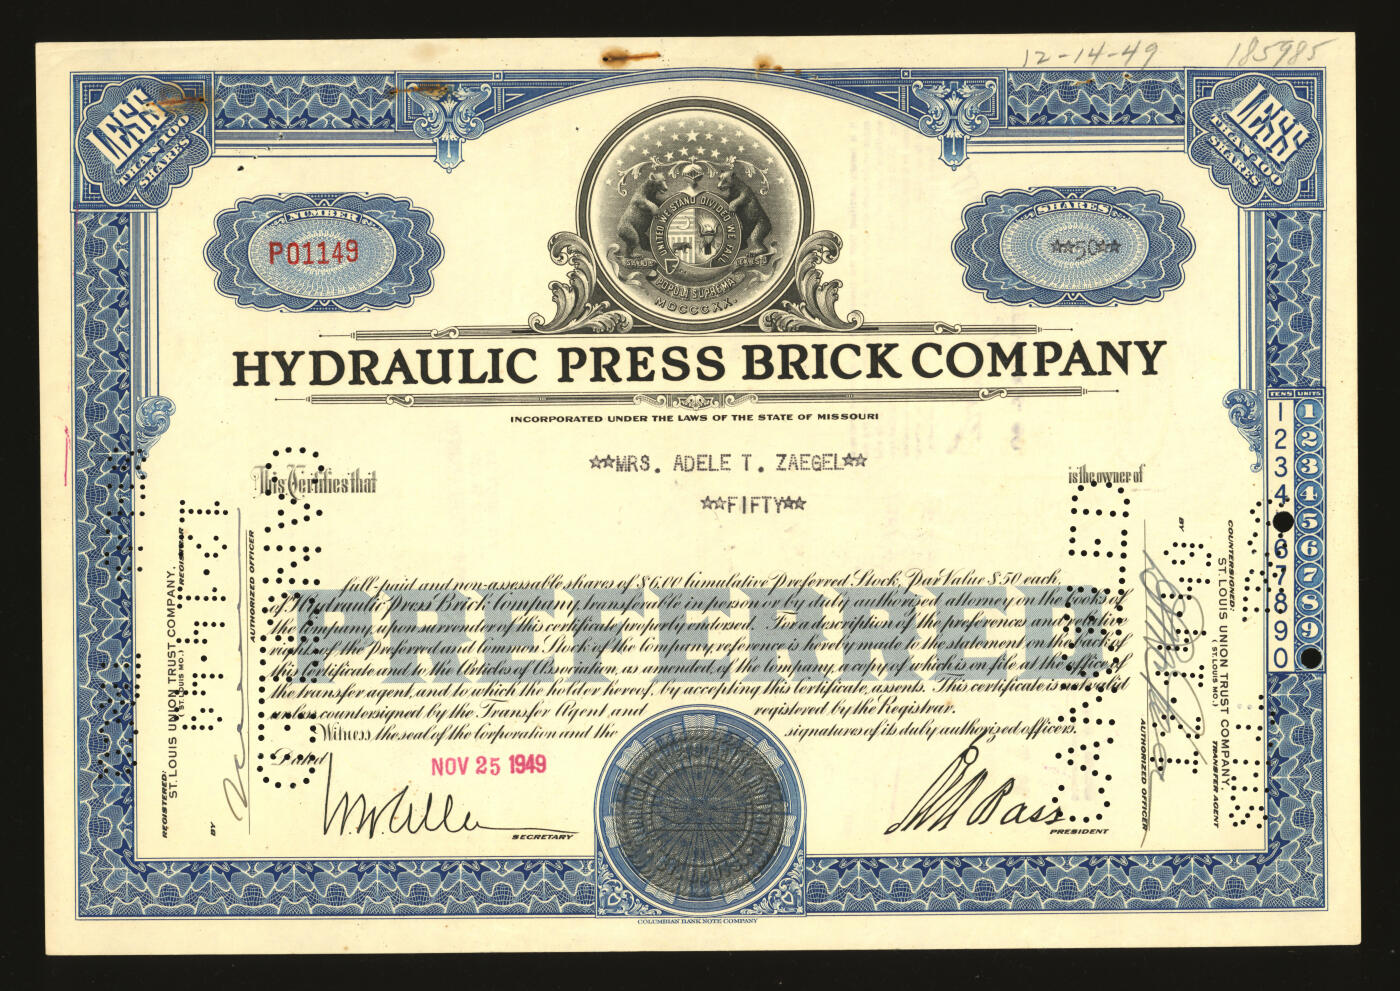 12-14-49 185985
LESS
THAN 100
SHARES
LESS
THAN 100
SHARES
NUMBER
P01149
SHARES
**50**
UNITED WE STAND DIVIDED WE FALL
SALUS POPULI SUPREMA LEX ESTO
MDCCCXX.
HYDRAULIC PRESS BRICK COMPANY
INCORPORATED UNDER THE LAWS OF THE STATE OF MISSOURI
This Certifies that
**MRS. ADELE T. ZAEGEL**
is the owner of
**FIFTY**
full-paid and non-assessable shares of $6.00 Cumulative Preferred Stock, Par Value $50 each,
of Hydraulic Press Brick Company, transferable in person or by duly authorized attorney on the books of
the Company, upon surrender of this certificate properly endorsed. For a description of the preferences and relative
rights of the Preferred and Common Stock of the Company, reference is hereby made to the statement on the back of
this Certificate and to the Articles of Association, as amended, of the Company, a copy of which is on file at the office of
the transfer agent, and to which the holder hereof, by accepting this certificate, assents. This certificate is not valid
unless countersigned by the Transfer Agent and registered by the Registrar.
Witness the seal of the Corporation and the signatures of its duly authorized officers.
PREFERRED
Dated
NOV 25 1949
SECRETARY
PRESIDENT
COLUMBIAN BANK NOTE COMPANY
REGISTERED:
ST. LOUIS UNION TRUST COMPANY,
(ST. LOUIS MO.) REGISTRAR
BY
AUTHORIZED OFFICER
COUNTERSIGNED:
ST. LOUIS UNION TRUST COMPANY,
(ST. LOUIS MO.) TRANSFER AGENT
BY
AUTHORIZED OFFICER
CANCELLED
TENS UNITS
1 1
2 2
3 3
4 4
5
6 6
7 7
8 8
9 9
0